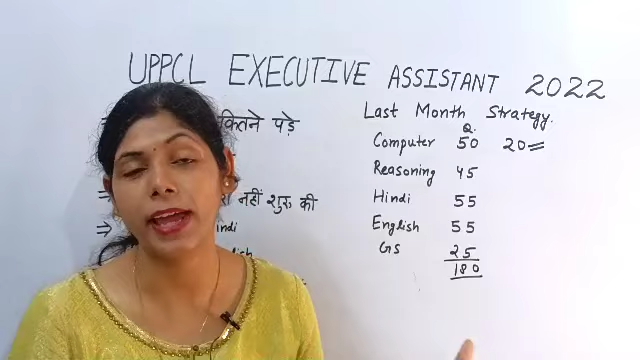 UPPCL EXECUTIVE ASSISTANT 2022
कितने पड़े
नहीं शुरू की
⇒
Last Month Strategy.
Q.
Computer 50 20=
Reasoning 45
Hindi 55
English 55
GS 25
180